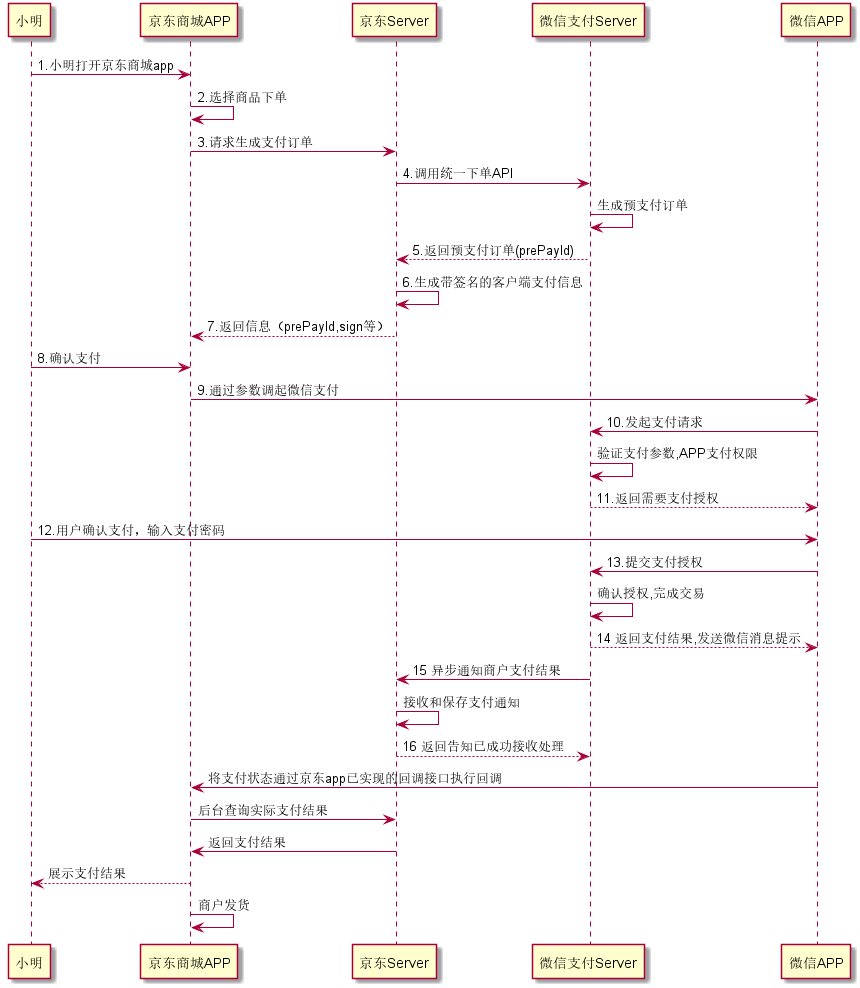 小明
京东商城APP
京东Server
微信支付Server
微信APP
1.小明打开京东商城app
2.选择商品下单
3.请求生成支付订单
4.调用统一下单API
生成预支付订单
5.返回预支付订单(prePayId)
6.生成带签名的客户端支付信息
7.返回信息（prePayId,sign等）
8.确认支付
9.通过参数调起微信支付
10.发起支付请求
验证支付参数,APP支付权限
11.返回需要支付授权
12.用户确认支付，输入支付密码
13.提交支付授权
确认授权,完成交易
14 返回支付结果,发送微信消息提示
15 异步通知商户支付结果
接收和保存支付通知
16 返回告知已成功接收处理
将支付状态通过京东app已实现的回调接口执行回调
后台查询实际支付结果
返回支付结果
展示支付结果
商户发货
小明
京东商城APP
京东Server
微信支付Server
微信APP